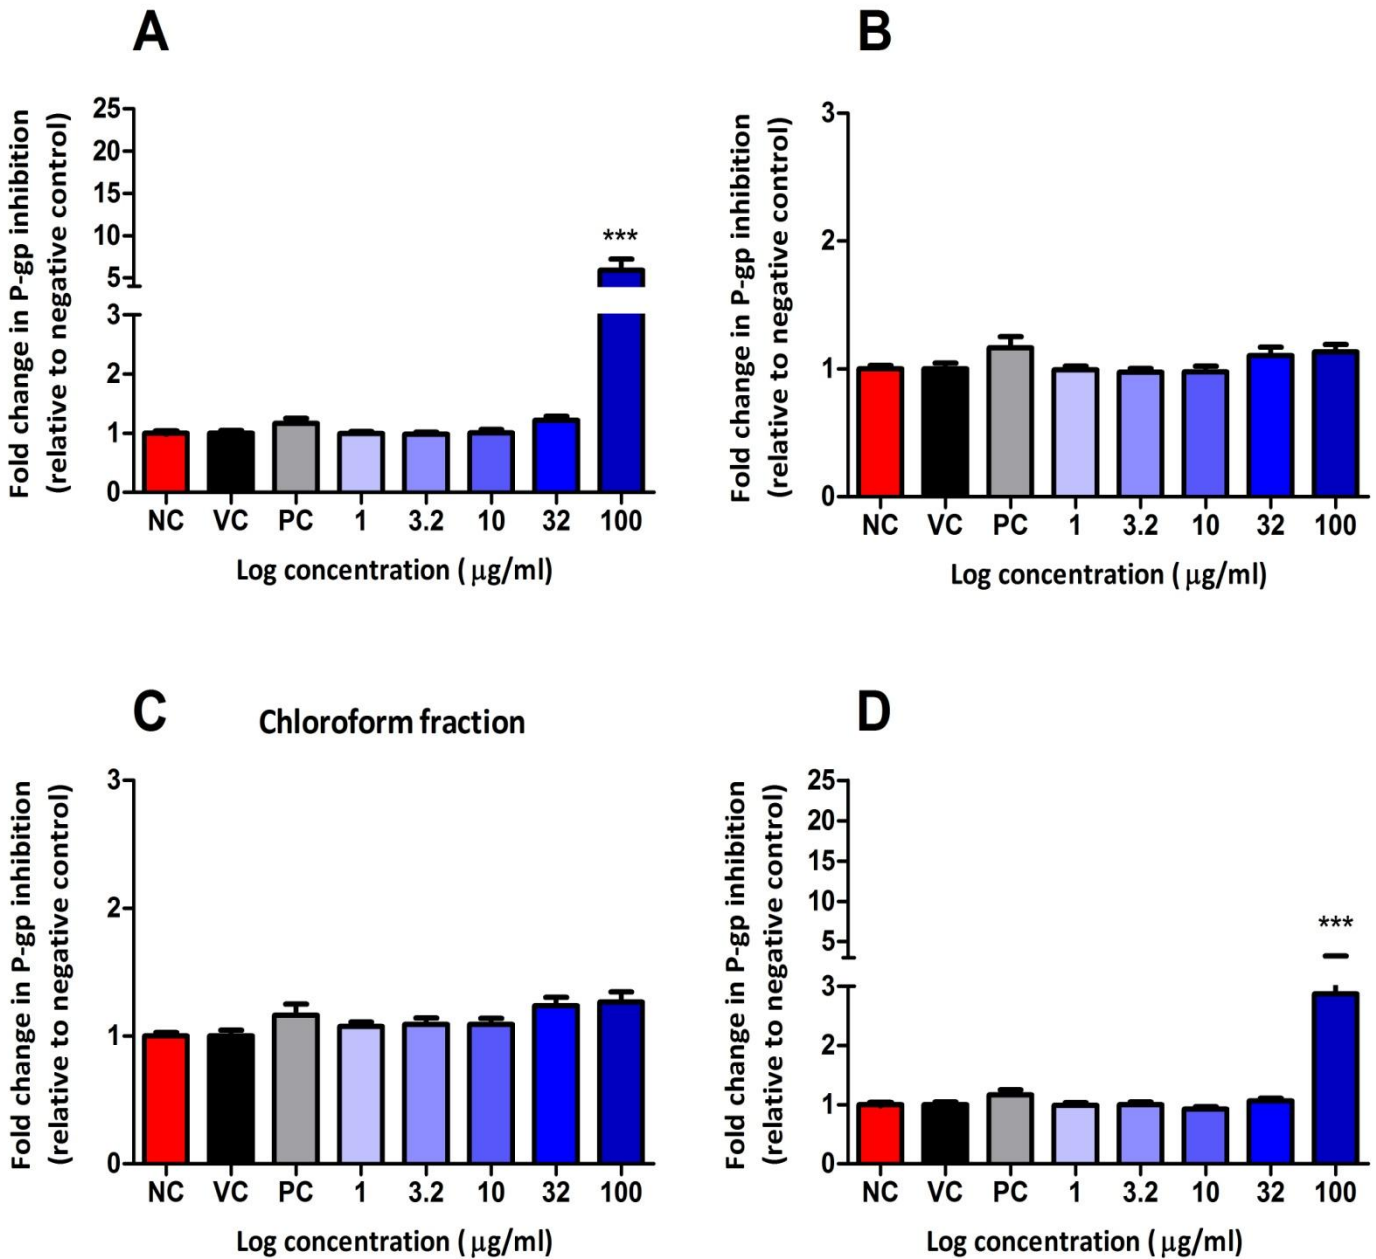 A
Fold change in P-gp inhibition
(relative to negative control)
25
20
15
10
5
3
2
1
0
***
NC VC PC 1 3.2 10 32 100
Log concentration ( µg/ml)
B
Fold change in P-gp inhibition
(relative to negative control)
3
2
1
0
NC VC PC 1 3.2 10 32 100
Log concentration ( µg/ml)
C
Chloroform fraction
Fold change in P-gp inhibition
(relative to negative control)
3
2
1
0
NC VC PC 1 3.2 10 32 100
Log concentration ( µg/ml)
D
Fold change in P-gp inhibition
(relative to negative control)
25
20
15
10
5
3
2
1
0
***
NC VC PC 1 3.2 10 32 100
Log concentration ( µg/ml)